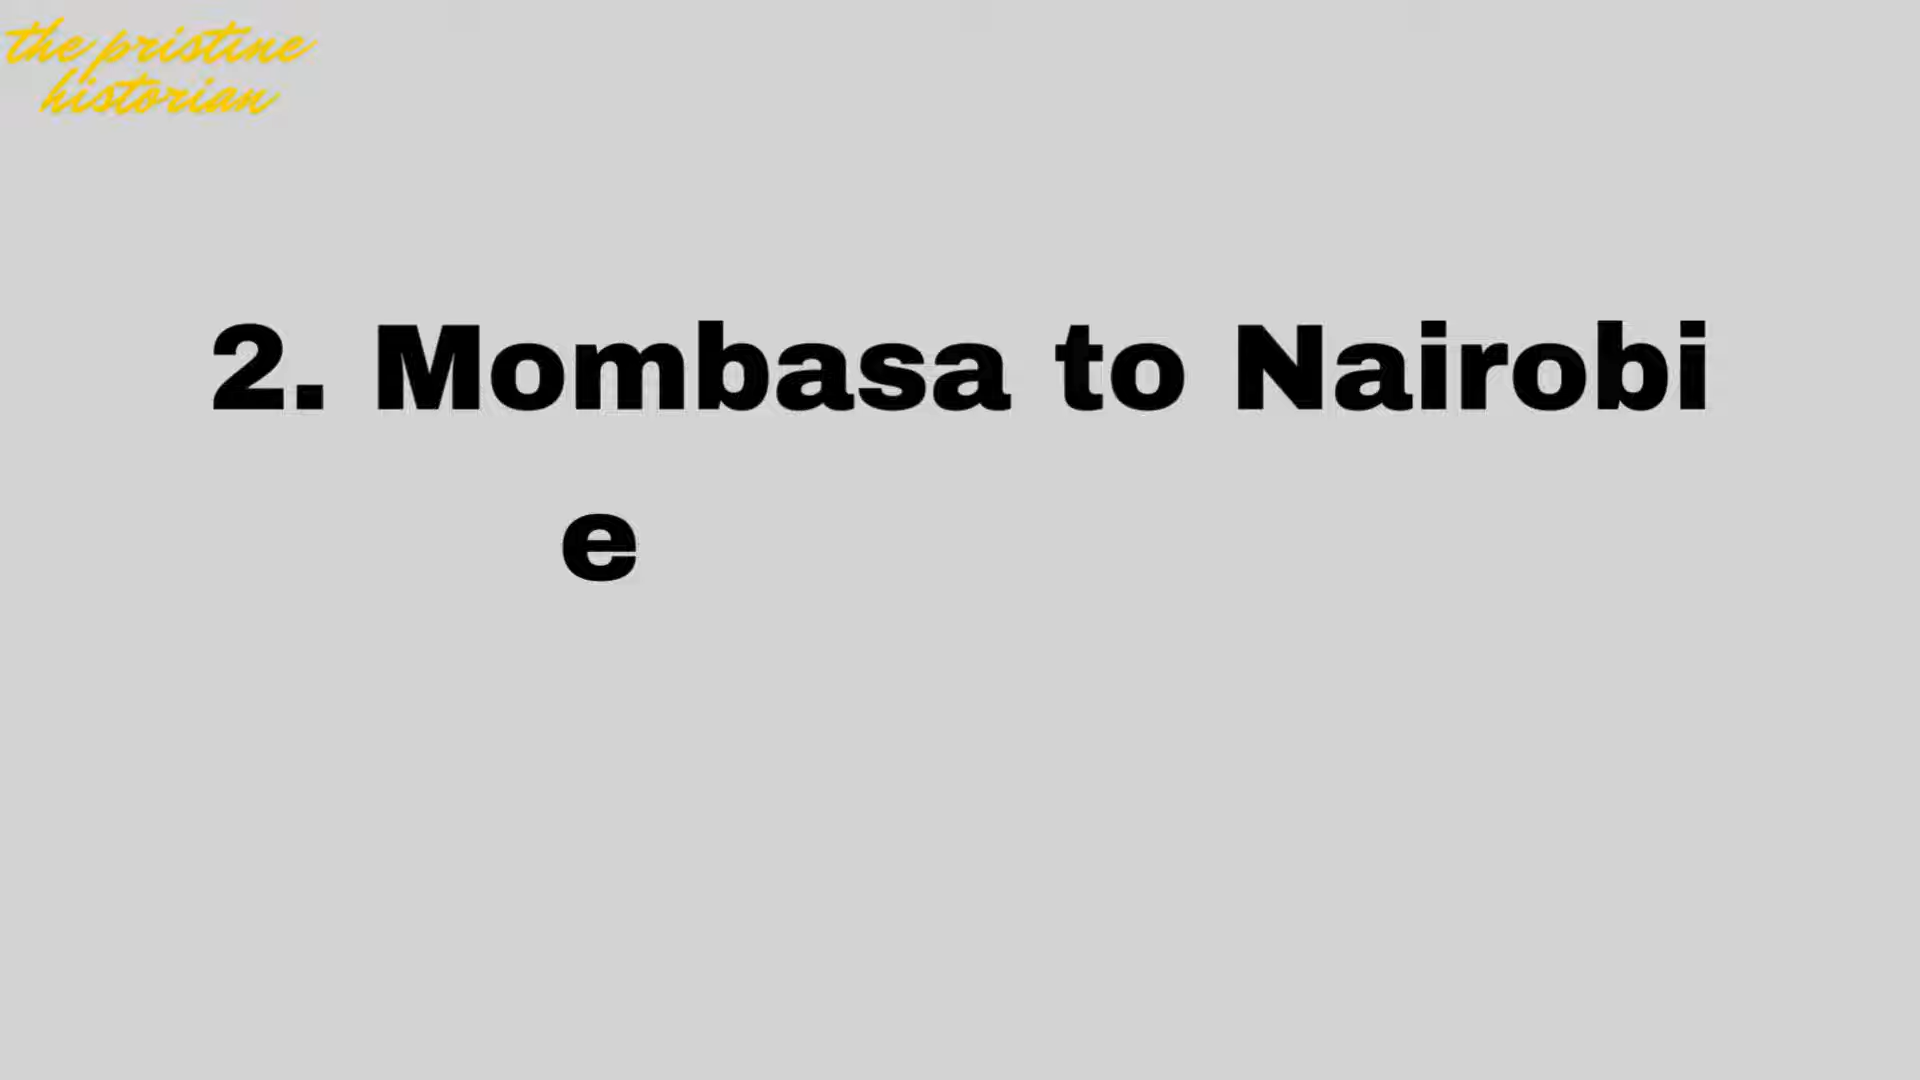 the pristine
historian
2. Mombasa to Nairobi
e